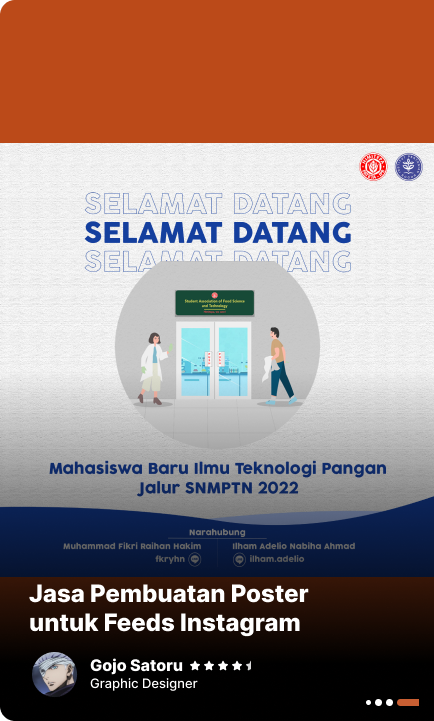 SELAMAT DATANG
SELAMAT DATANG
SELAMAT DATANG
Student Association of Food Science
and Technology
Mahasiswa Baru Ilmu Teknologi Pangan
Jalur SNMPTN 2022
Narahubung
Muhammad Fikri Raihan Hakim
fkryhn
Ilham Adelio Nabiha Ahmad
ilham.adelio
Jasa Pembuatan Poster
untuk Feeds Instagram
Gojo Satoru
Graphic Designer